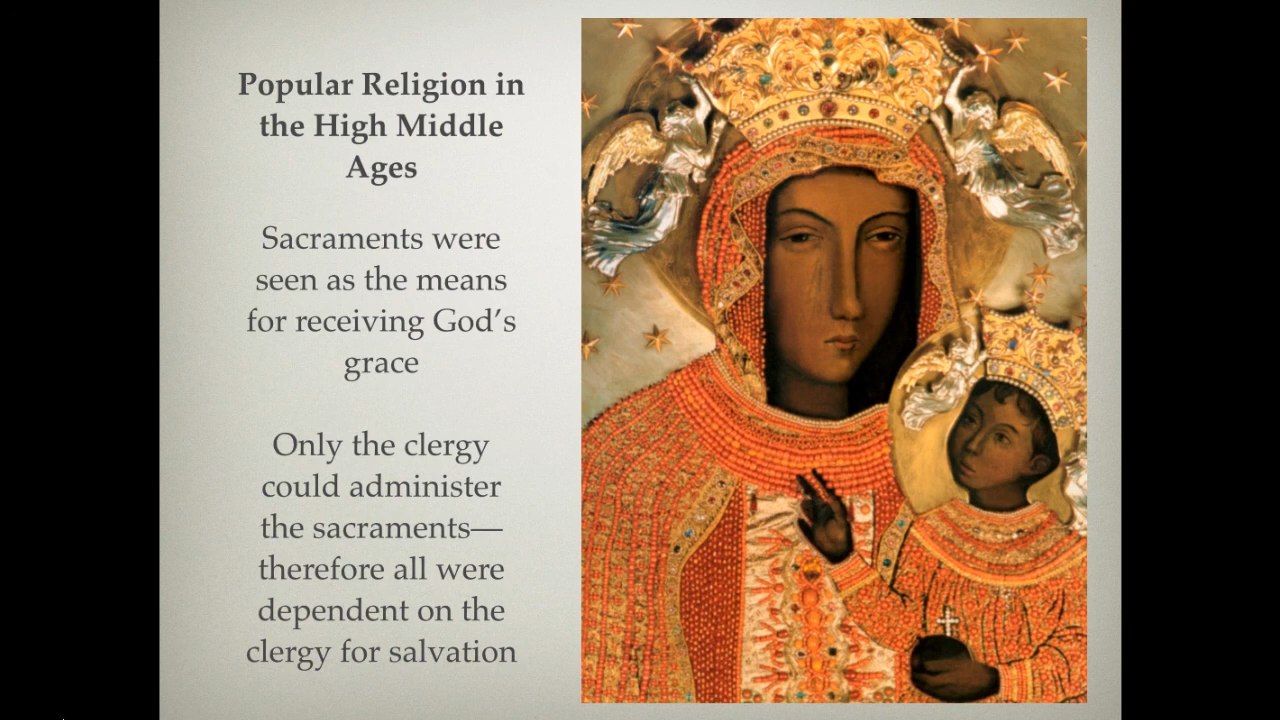 Popular Religion in
the High Middle
Ages
Sacraments were
seen as the means
for receiving God’s
grace
Only the clergy
could administer
the sacraments—
therefore all were
dependent on the
clergy for salvation